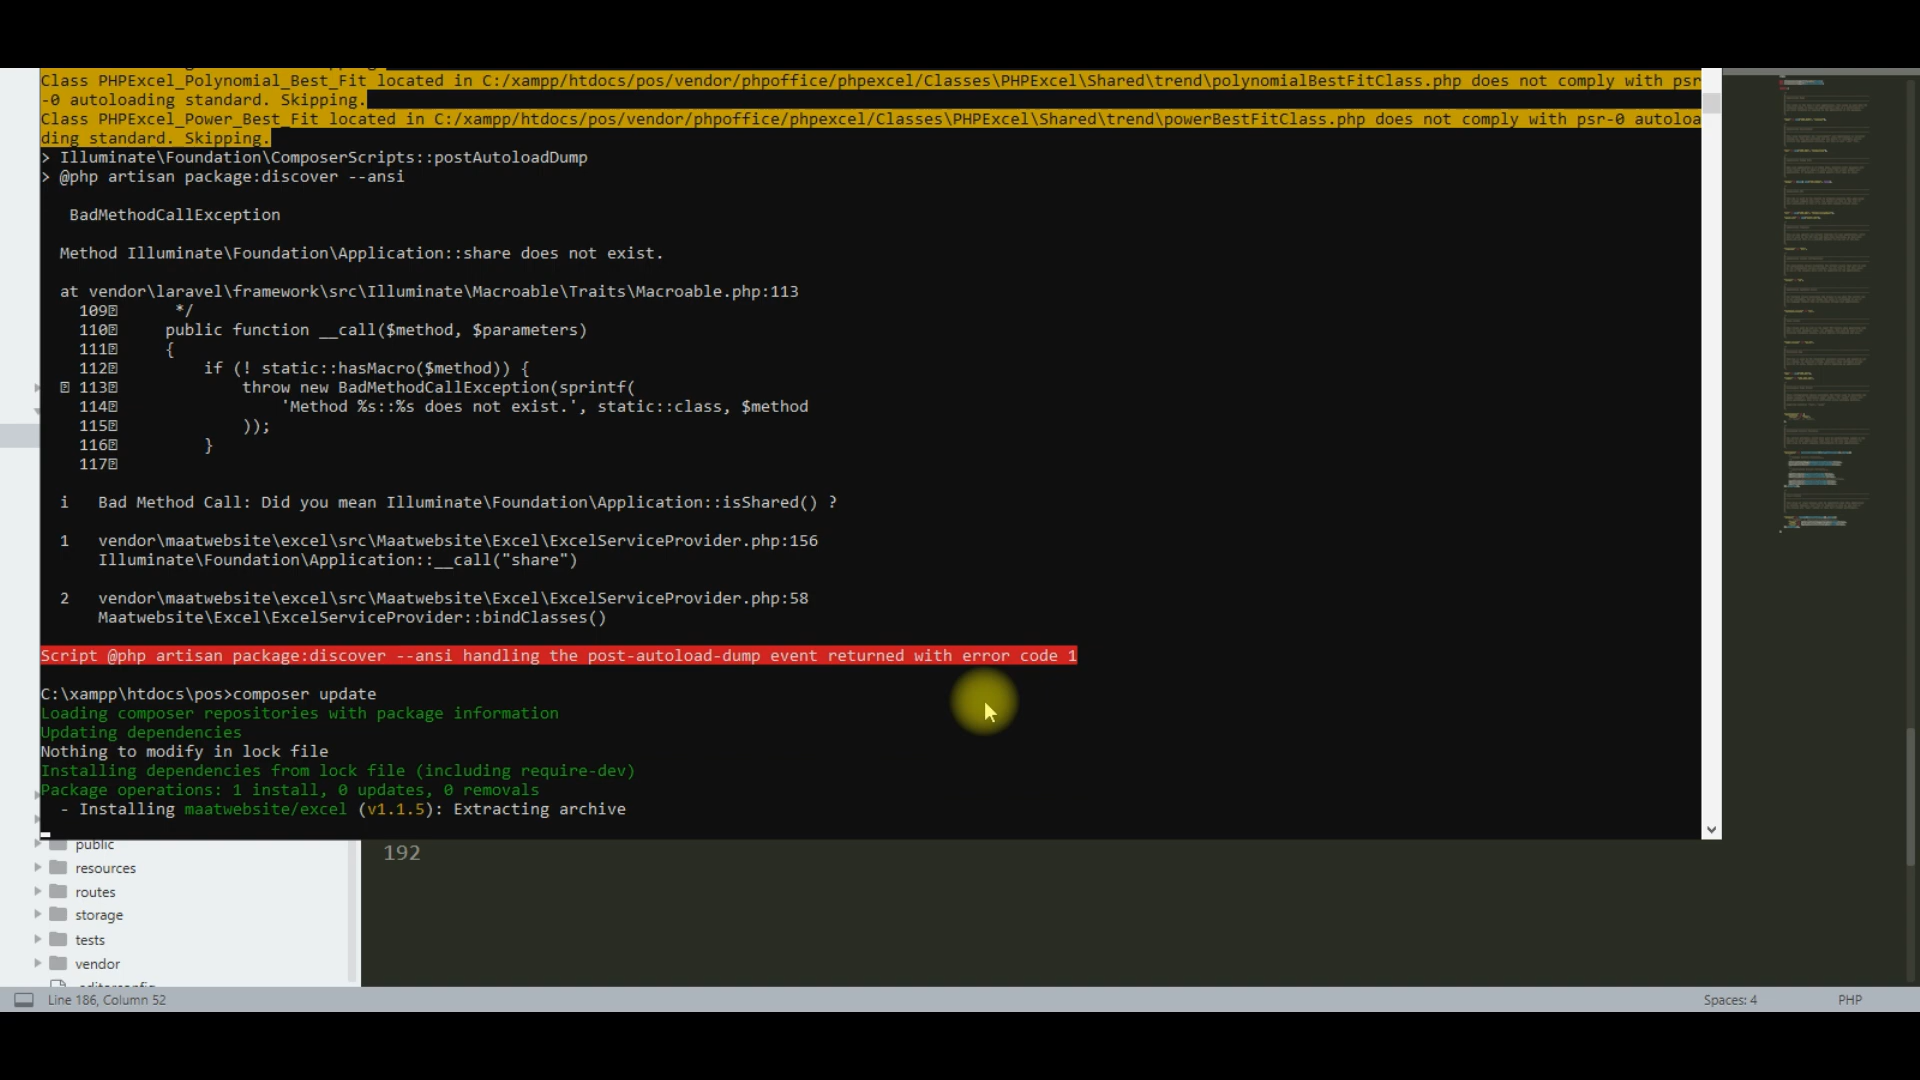 Class PHPExcel_Polynomial_Best_Fit located in C:/xampp/htdocs/pos/vendor/phpoffice/phpexcel/Classes\PHPExcel\Shared\trend\polynomialBestFitClass.php does not comply with psr
-0 autoloading standard. Skipping.
Class PHPExcel_Power_Best_Fit located in C:/xampp/htdocs/pos/vendor/phpoffice/phpexcel/Classes\PHPExcel\Shared\trend\powerBestFitClass.php does not comply with psr-0 autoloa
ding standard. Skipping.
> Illuminate\Foundation\ComposerScripts::postAutoloadDump
> @php artisan package:discover --ansi
BadMethodCallException
Method Illuminate\Foundation\Application::share does not exist.
at vendor\laravel\framework\src\Illuminate\Macroable\Traits\Macroable.php:113
109 */
110 public function __call($method, $parameters)
111 {
112 if (! static::hasMacro($method)) {
113 throw new BadMethodCallException(sprintf(
114 'Method %s::%s does not exist.', static::class, $method
115 ));
116 }
117
i Bad Method Call: Did you mean Illuminate\Foundation\Application::isShared() ?
1 vendor\maatwebsite\excel\src\Maatwebsite\Excel\ExcelServiceProvider.php:156
Illuminate\Foundation\Application::__call("share")
2 vendor\maatwebsite\excel\src\Maatwebsite\Excel\ExcelServiceProvider.php:58
Maatwebsite\Excel\ExcelServiceProvider::bindClasses()
Script @php artisan package:discover --ansi handling the post-autoload-dump event returned with error code 1
C:\xampp\htdocs\pos>composer update
Loading composer repositories with package information
Updating dependencies
Nothing to modify in lock file
Installing dependencies from lock file (including require-dev)
Package operations: 1 install, 0 updates, 0 removals
- Installing maatwebsite/excel (v1.1.5): Extracting archive
public
192
resources
routes
storage
tests
vendor
Line 186, Column 52
Spaces: 4
PHP